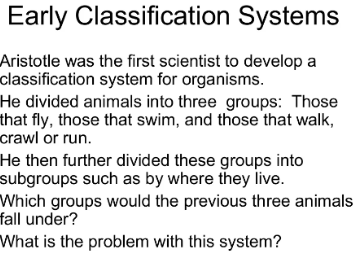 Early Classification Systems
Aristotle was the first scientist to develop a
classification system for organisms.
He divided animals into three groups: Those
that fly, those that swim, and those that walk,
crawl or run.
He then further divided these groups into
subgroups such as by where they live.
Which groups would the previous three animals
fall under?
What is the problem with this system?